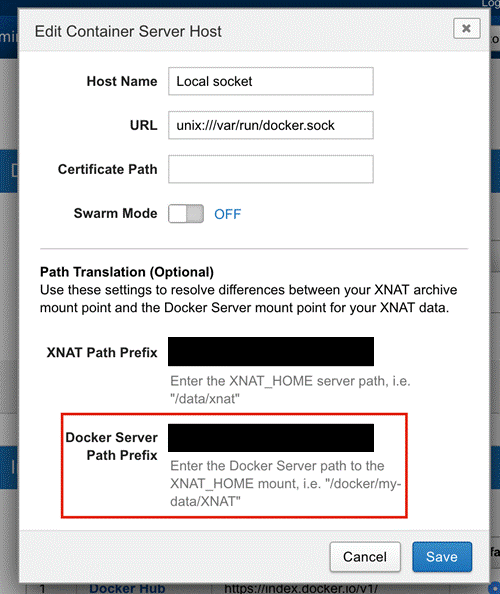 Log
Edit Container Server Host
Host Name
Local socket
URL
unix:///var/run/docker.sock
Certificate Path
Swarm Mode
OFF
Path Translation (Optional)
Use these settings to resolve differences between your XNAT archive
mount point and the Docker Server mount point for your XNAT data.
XNAT Path Prefix
Enter the XNAT_HOME server path, i.e.
"/data/xnat"
Docker Server
Path Prefix
Enter the Docker Server path to the
XNAT_HOME mount, i.e. "/docker/my-
data/XNAT"
Cancel
Save
1
Docker Hub
https://index.docker.io/v1/